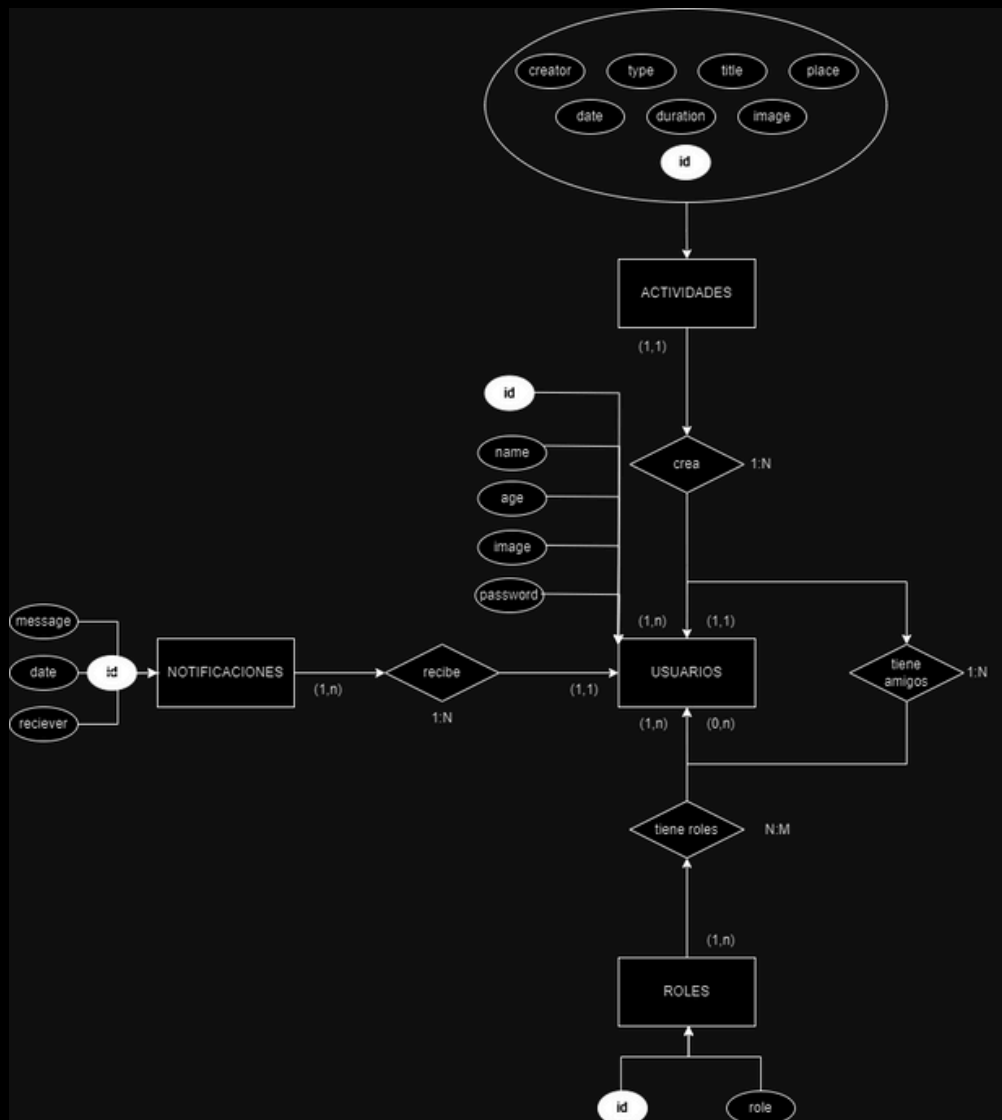 creator type title place
date duration image
id
ACTIVIDADES
(1,1)
id
crea 1:N
name
age
image
password
(1,n) (1,1)
message
date id NOTIFICACIONES recibe USUARIOS tiene
amigos 1:N
(1,n) (1,1)
reciever
1:N
(1,n) (0,n)
tiene roles N:M
(1,n)
ROLES
id role